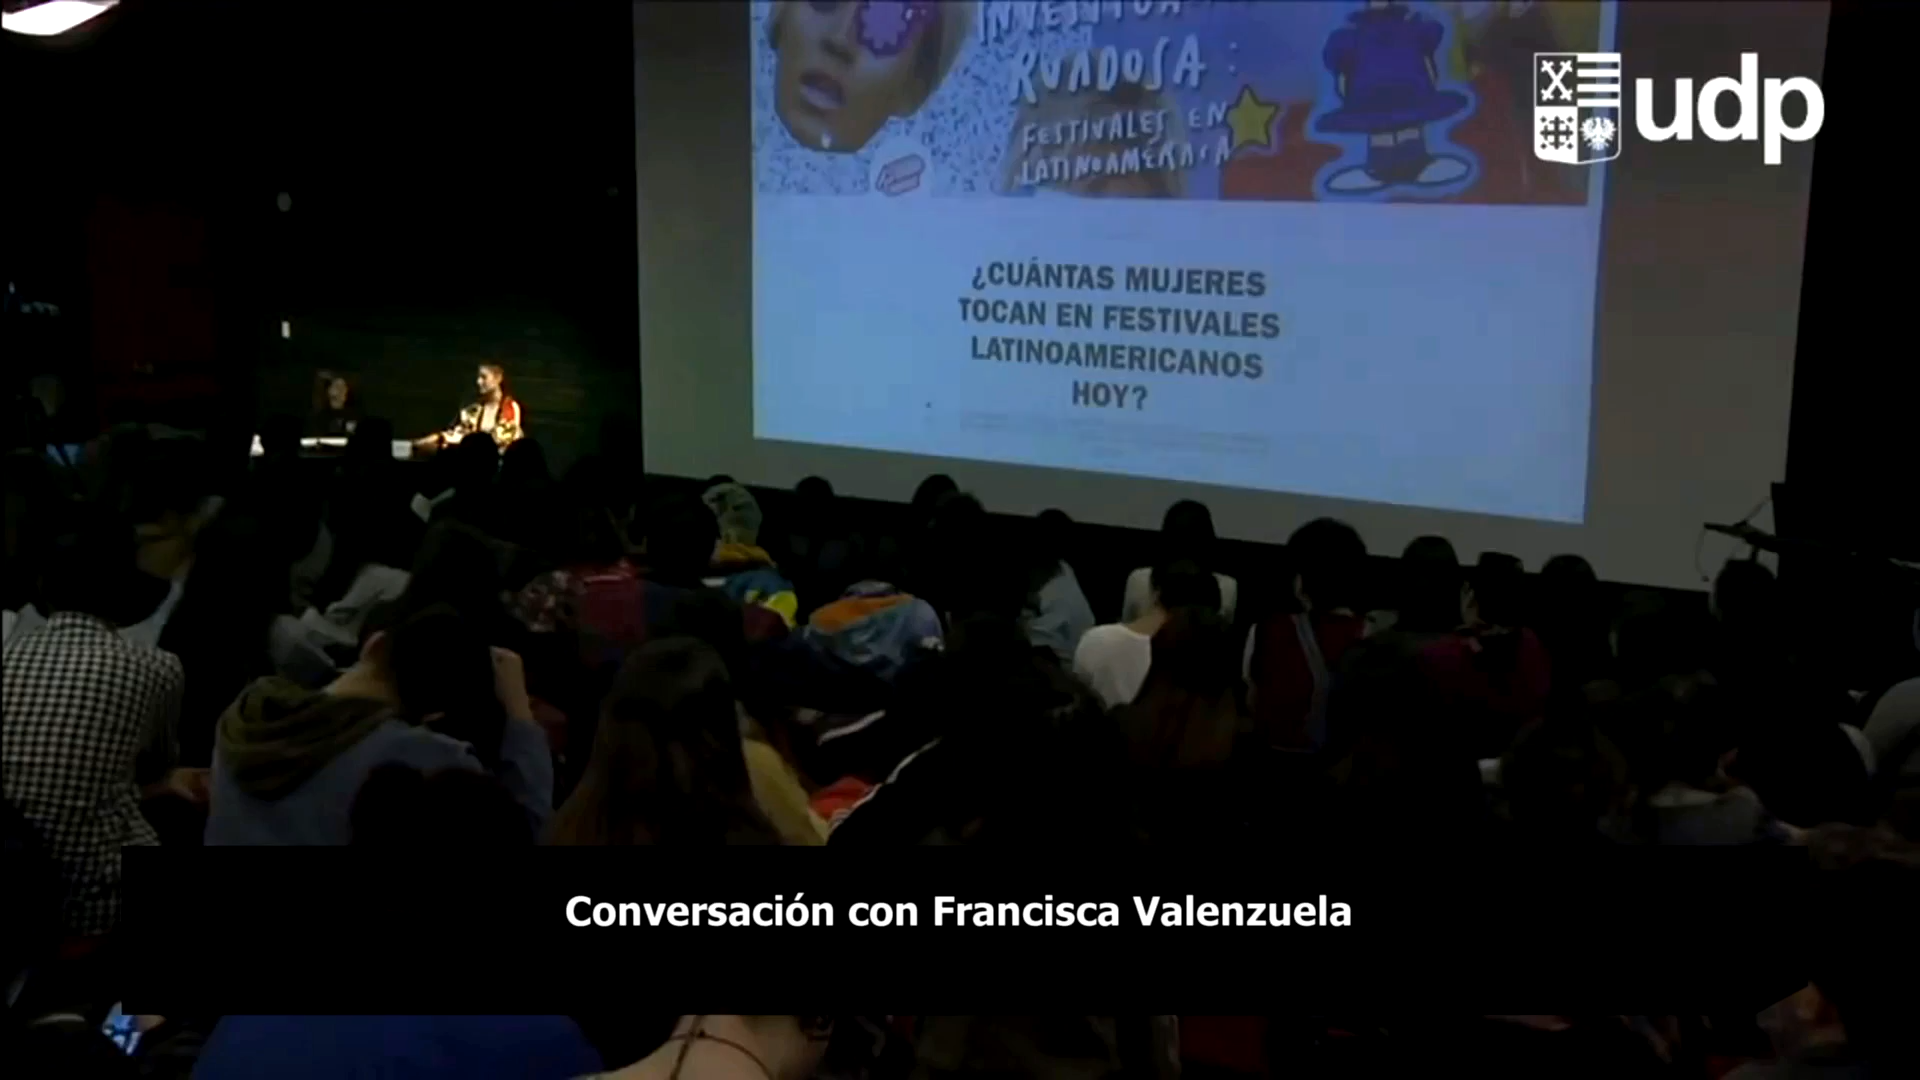 RUIDOSA:
FESTIVALES EN
LATINOAMÉRICA
udp
¿CUÁNTAS MUJERES
TOCAN EN FESTIVALES
LATINOAMERICANOS
HOY?
Conversación con Francisca Valenzuela